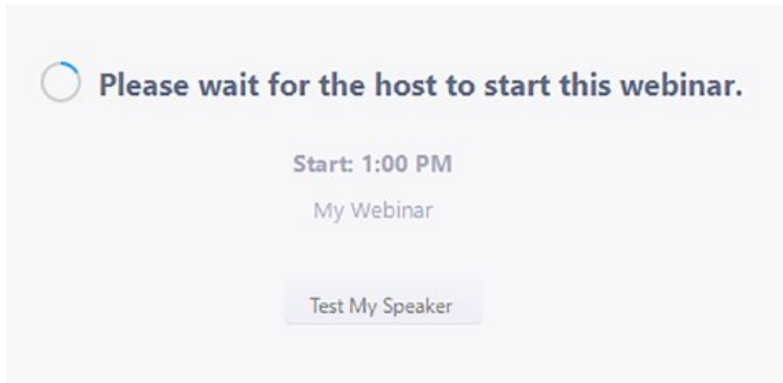 Please wait for the host to start this webinar.
Start: 1:00 PM
My Webinar
Test My Speaker